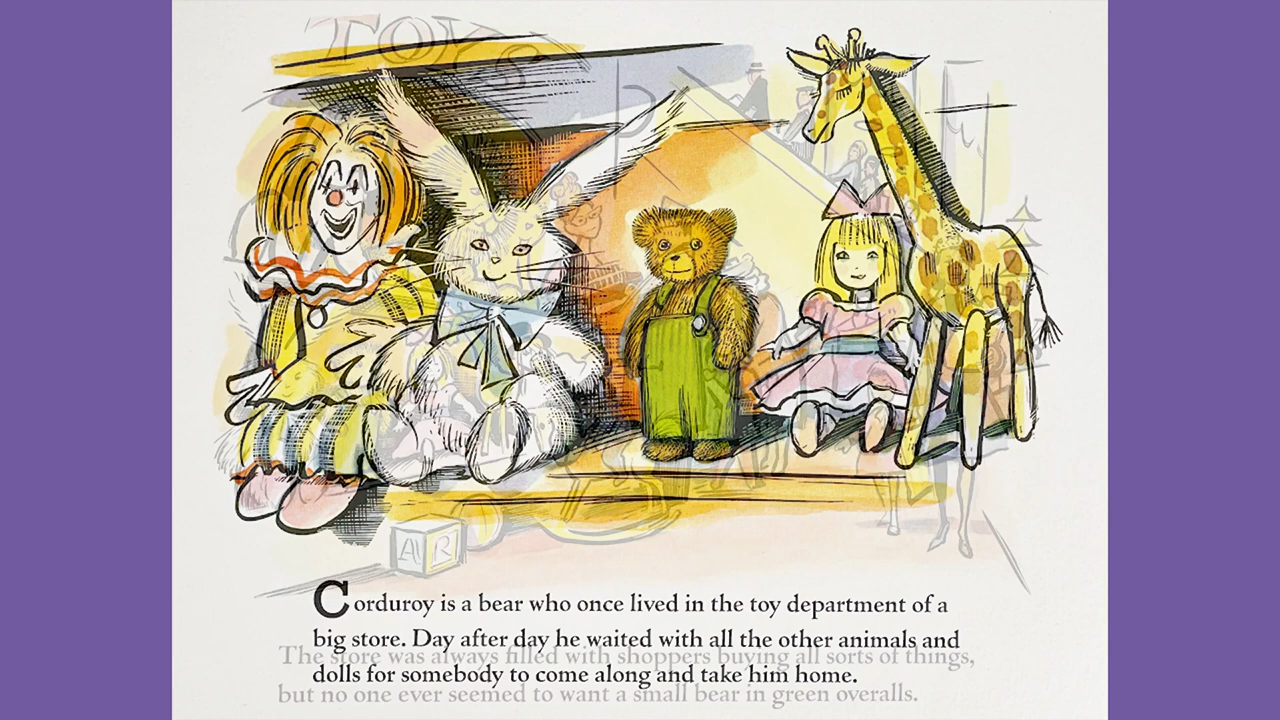 TOYS
A R
Corduroy is a bear who once lived in the toy department of a
big store. Day after day he waited with all the other animals and
The store was always filled with shoppers buying all sorts of things,
dolls for somebody to come along and take him home.
but no one ever seemed to want a small bear in green overalls.